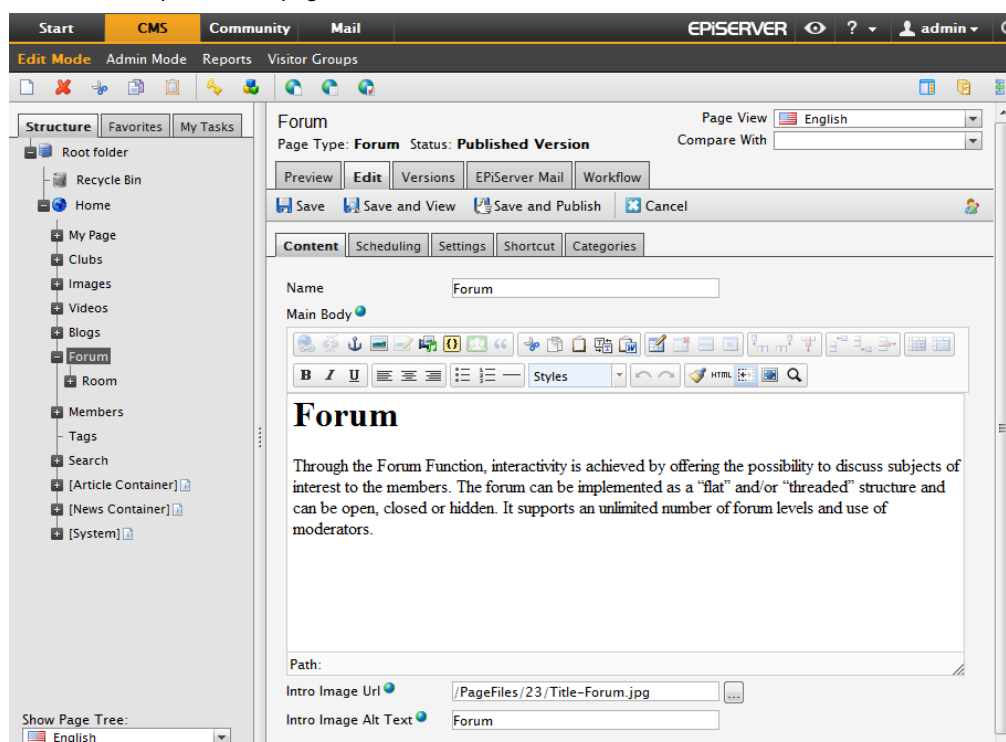 Start CMS Community Mail EPiSERVER ? admin
Edit Mode Admin Mode Reports Visitor Groups
Structure Favorites My Tasks
Root folder
Recycle Bin
Home
My Page
Clubs
Images
Videos
Blogs
Forum
Room
Members
Tags
Search
[Article Container]
[News Container]
[System]
Show Page Tree:
English
Forum
Page View English
Page Type: Forum Status: Published Version
Compare With
Preview Edit Versions EPiServer Mail Workflow
Save Save and View Save and Publish Cancel
Content Scheduling Settings Shortcut Categories
Name Forum
Main Body
B I U Styles HTML
Forum
Through the Forum Function, interactivity is achieved by offering the possibility to discuss subjects of
interest to the members. The forum can be implemented as a “flat” and/or “threaded” structure and
can be open, closed or hidden. It supports an unlimited number of forum levels and use of
moderators.
Path:
Intro Image Url /PageFiles/23/Title-Forum.jpg ...
Intro Image Alt Text Forum